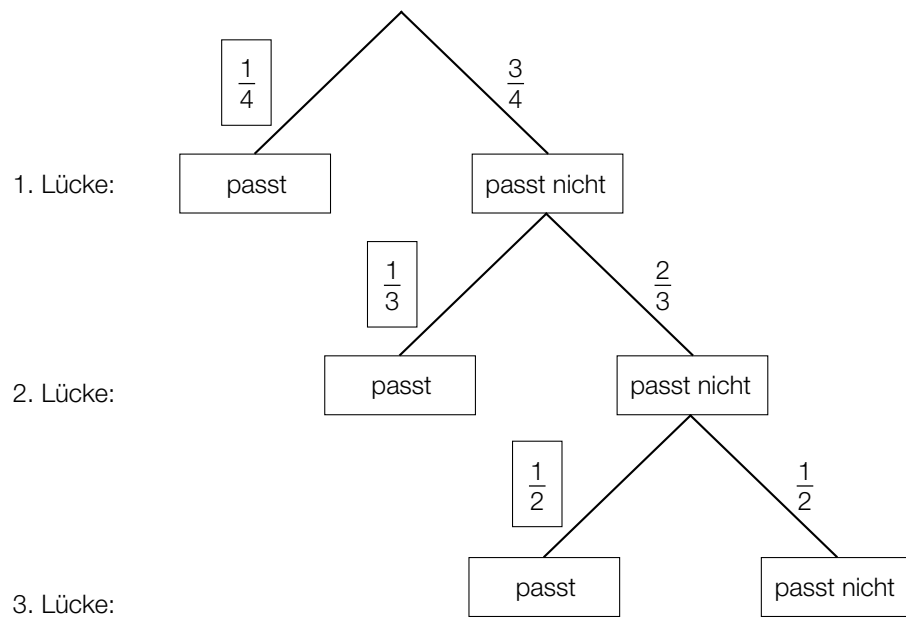 1/4 3/4
1. Lücke: passt passt nicht
1/3 2/3
2. Lücke: passt passt nicht
1/2 1/2
3. Lücke: passt passt nicht